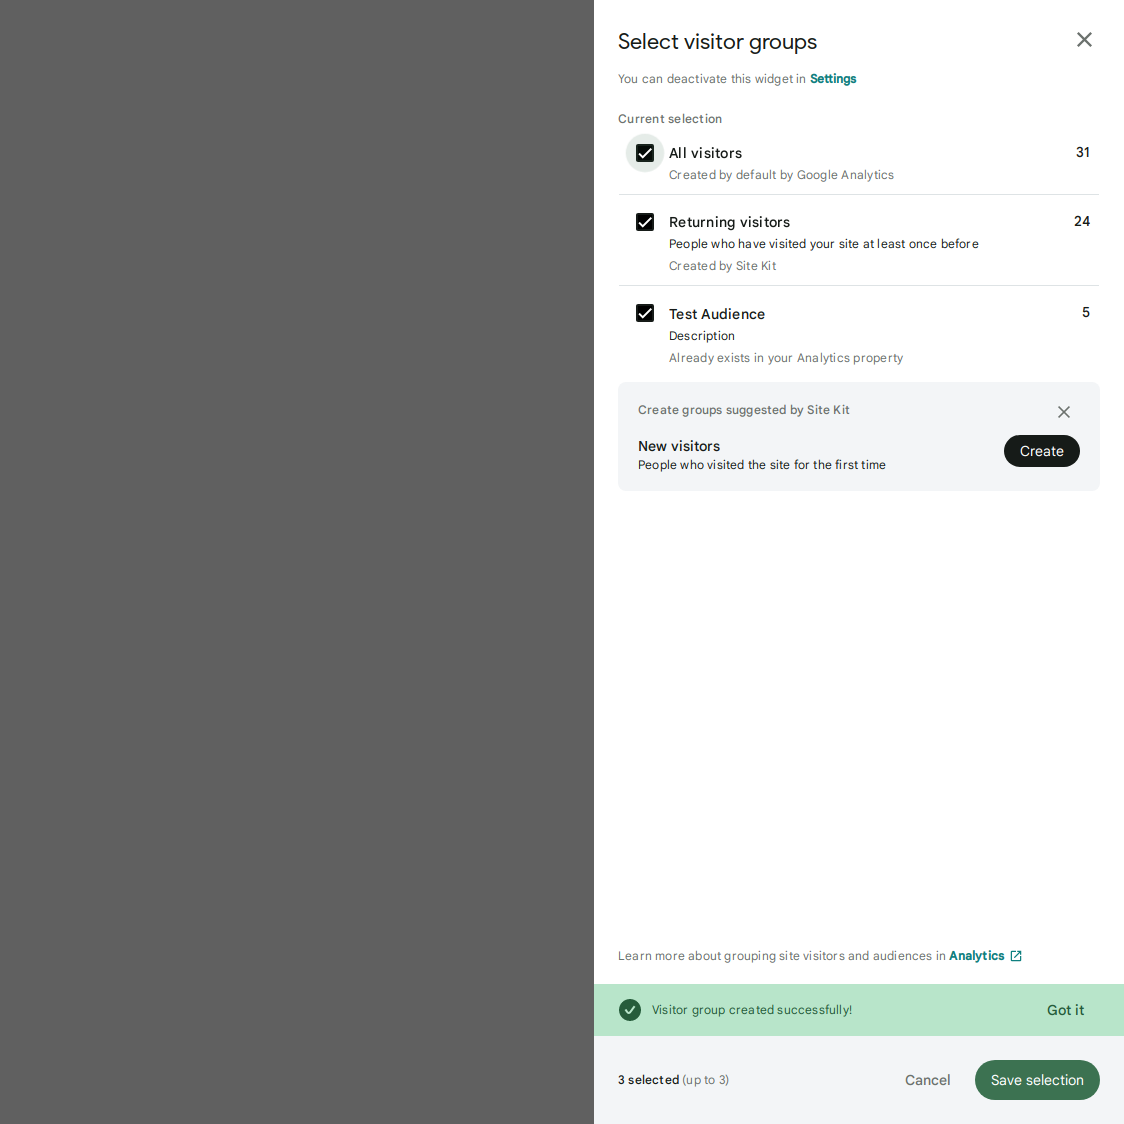 Select visitor groups
You can deactivate this widget in Settings
Current selection
All visitors 31
Created by default by Google Analytics
Returning visitors 24
People who have visited your site at least once before
Created by Site Kit
Test Audience 5
Description
Already exists in your Analytics property
Create groups suggested by Site Kit
New visitors
People who visited the site for the first time
Create
Learn more about grouping site visitors and audiences in Analytics
Visitor group created successfully! Got it
3 selected (up to 3) Cancel Save selection